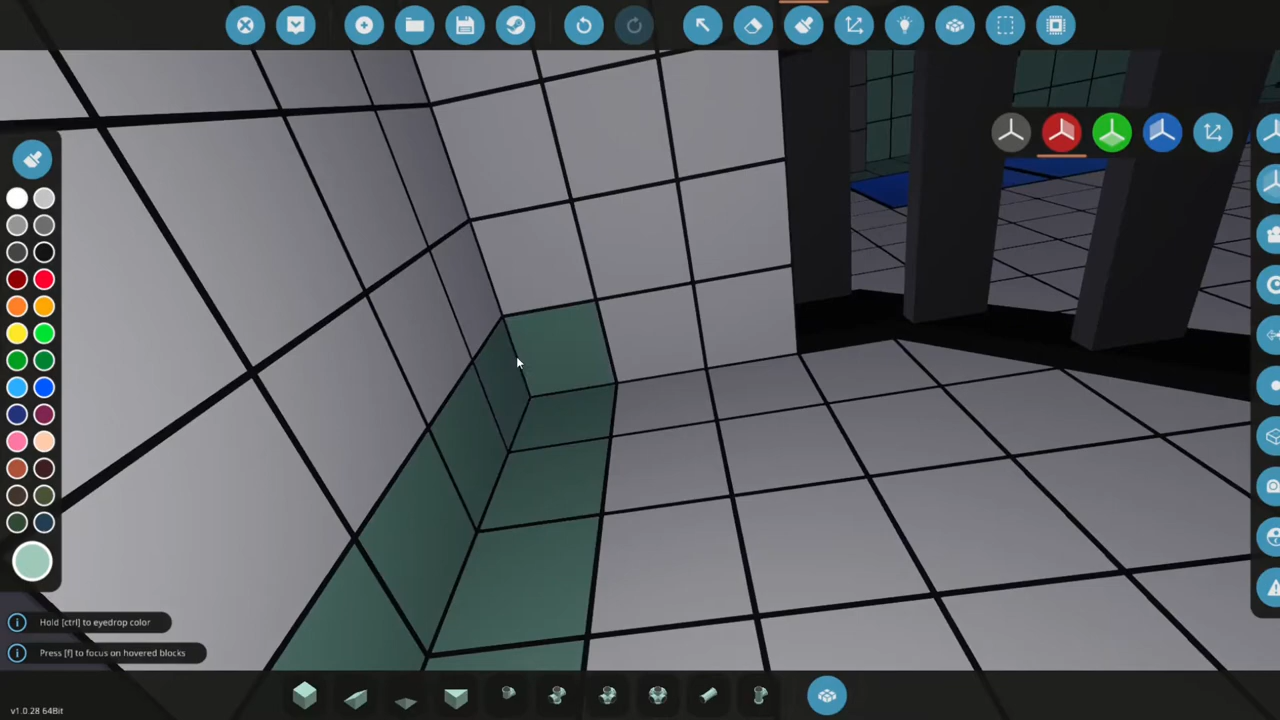 Hold [ctrl] to eyedrop color
Press [f] to focus on hovered blocks
v1.0.28 64Bit